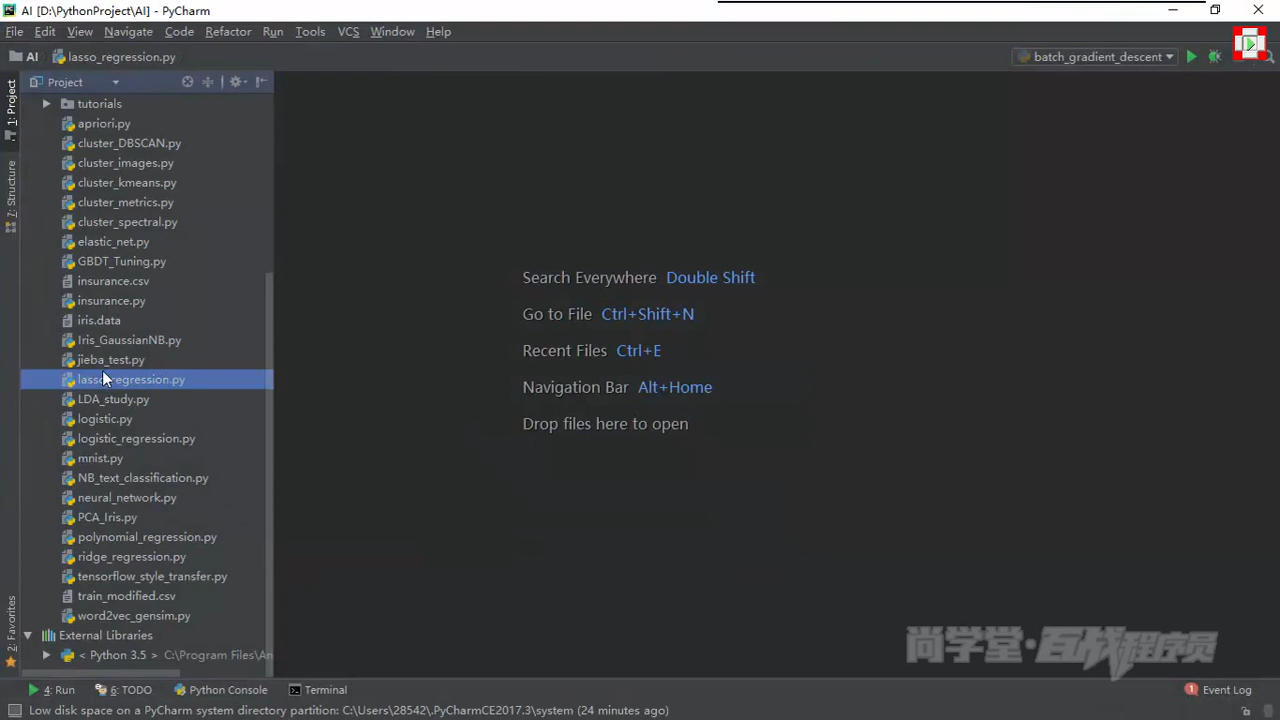 AI [D:\PythonProject\AI] - PyCharm
File Edit View Navigate Code Refactor Run Tools VCS Window Help
AI lasso_regression.py batch_gradient_descent
1: Project
7: Structure
2: Favorites
Project
tutorials
apriori.py
cluster_DBSCAN.py
cluster_images.py
cluster_kmeans.py
cluster_metrics.py
cluster_spectral.py
elastic_net.py
GBDT_Tuning.py
insurance.csv
insurance.py
iris.data
Iris_GaussianNB.py
jieba_test.py
lasso_regression.py
LDA_study.py
logistic.py
logistic_regression.py
mnist.py
NB_text_classification.py
neural_network.py
PCA_Iris.py
polynomial_regression.py
ridge_regression.py
tensorflow_style_transfer.py
train_modified.csv
word2vec_gensim.py
External Libraries
< Python 3.5 > C:\Program Files\An
Search Everywhere Double Shift
Go to File Ctrl+Shift+N
Recent Files Ctrl+E
Navigation Bar Alt+Home
Drop files here to open
尚学堂·百战程序员
4: Run 6: TODO Python Console Terminal 1 Event Log
Low disk space on a PyCharm system directory partition: C:\Users\28542\.PyCharmCE2017.3\system (24 minutes ago)